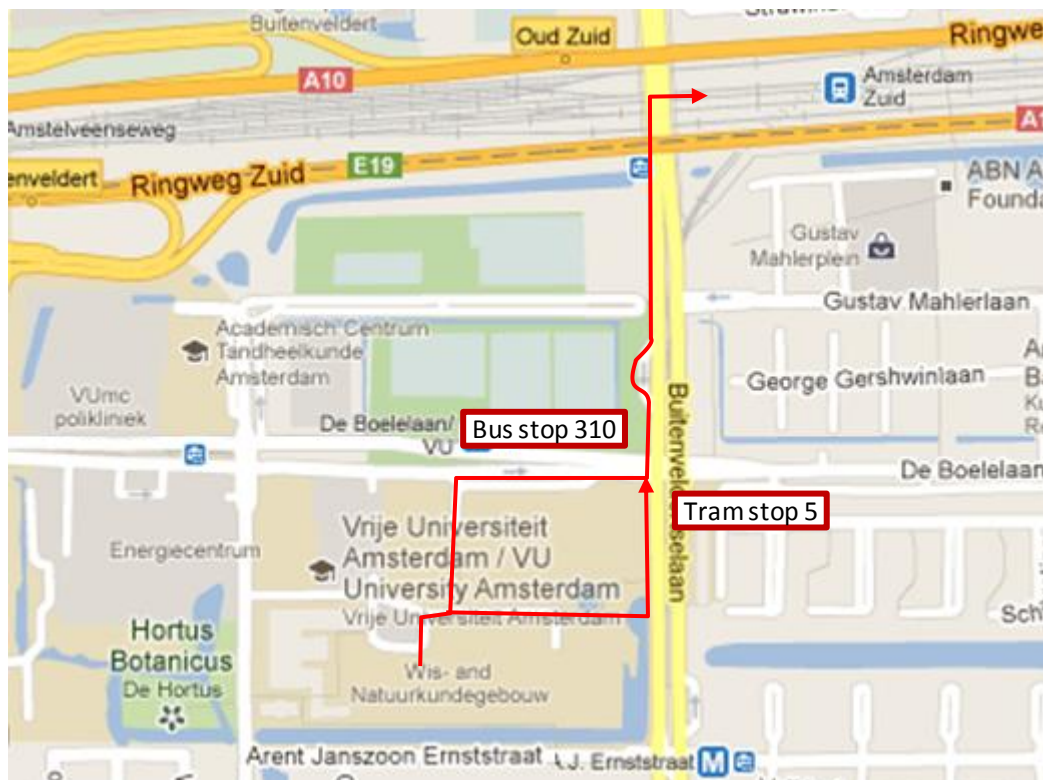 Buitenveldert
Oud Zuid
Ringwe
A10
Amsterdam
Zuid
Amstelveenseweg
A1
E19
enveldert
Ringweg Zuid
ABN A
Founda
Gustav
Mahlerplein
Gustav Mahlerlaan
Academisch Centrum
Tandheelkunde
Amsterdam
George Gershwinlaan
VUmc
polikliniek
De Boelelaan/
VU
Bus stop 310
De Boelelaan
Tram stop 5
Vrije Universiteit
Amsterdam / VU
University Amsterdam
Vrije Universiteit Amsterdam
Energiecentrum
Sch
Hortus
Botanicus
De Hortus
Wis- and
Natuurkundegebouw
Arent Janszoon Ernststraat
J. Ernststraat
M